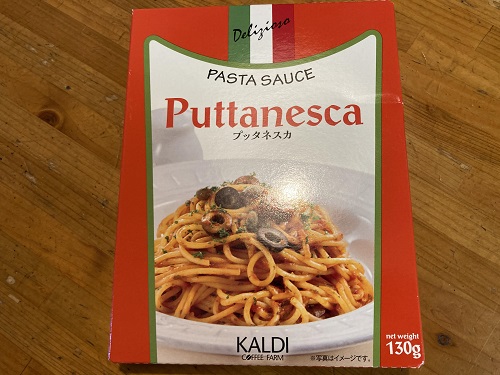 Delizioso
PASTA SAUCE
Puttanesca
プッタネスカ
KALDI
COFFEE FARM
※写真はイメージです。
net weight
130g